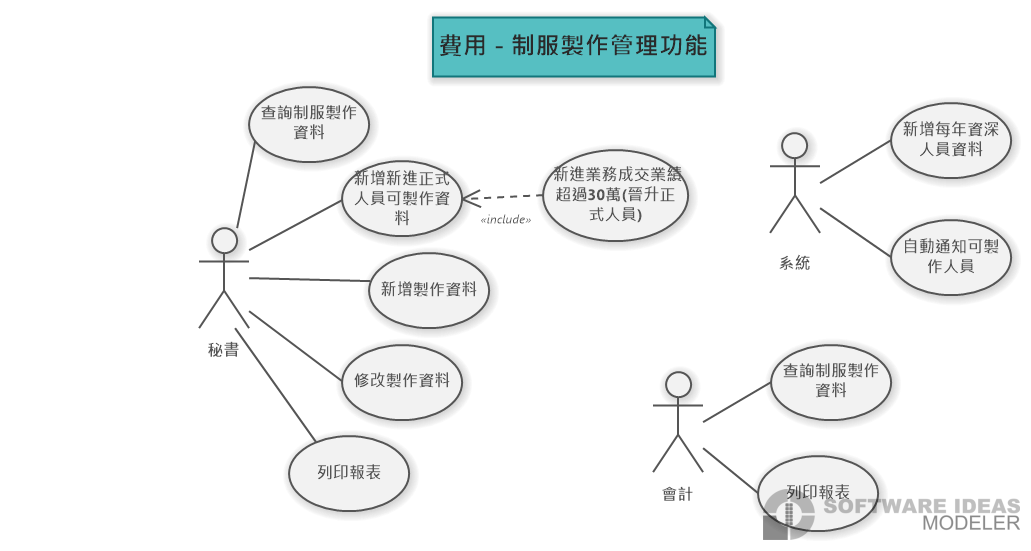 費用 - 制服製作管理功能
查詢制服製作
資料
新增新進正式
人員可製作資
料
新進業務成交業績
超過30萬(晉升正
式人員)
«include»
新增製作資料
修改製作資料
列印報表
秘書
新增每年資深
人員資料
自動通知可製
作人員
系統
查詢制服製作
資料
列印報表
會計
SOFTWARE IDEAS
MODELER